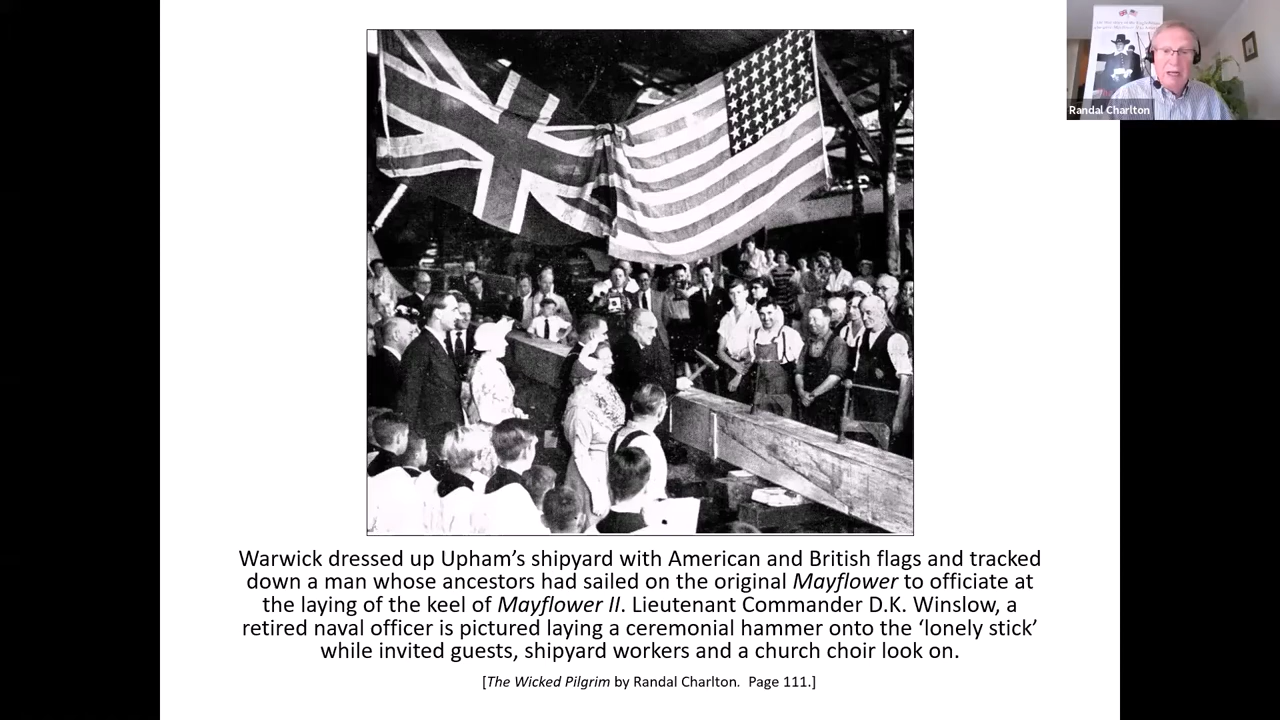 Randal Charlton
Warwick dressed up Upham’s shipyard with American and British flags and tracked
down a man whose ancestors had sailed on the original Mayflower to officiate at
the laying of the keel of Mayflower II. Lieutenant Commander D.K. Winslow, a
retired naval officer is pictured laying a ceremonial hammer onto the ‘lonely stick’
while invited guests, shipyard workers and a church choir look on.
[The Wicked Pilgrim by Randal Charlton.  Page 111.]